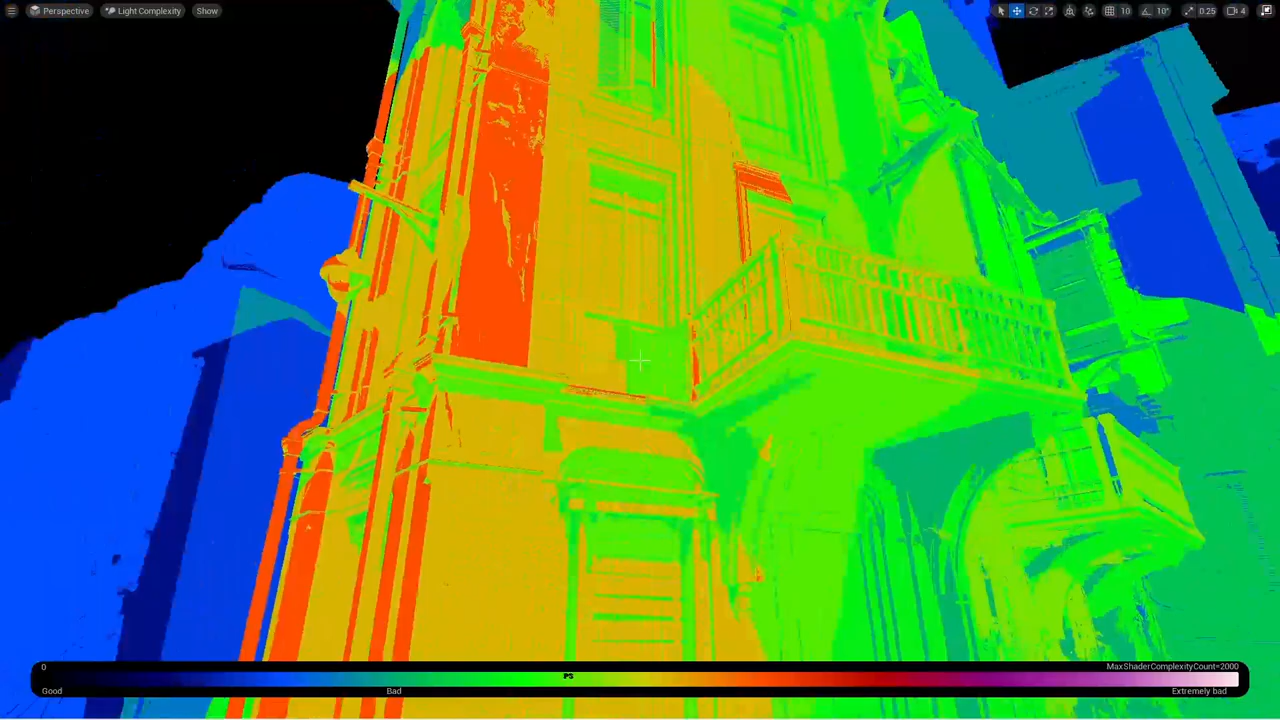 Perspective Light Complexity Show 10 10° 0.25 4
0 MaxShaderComplexityCount=2000
PS
Good Bad Extremely bad